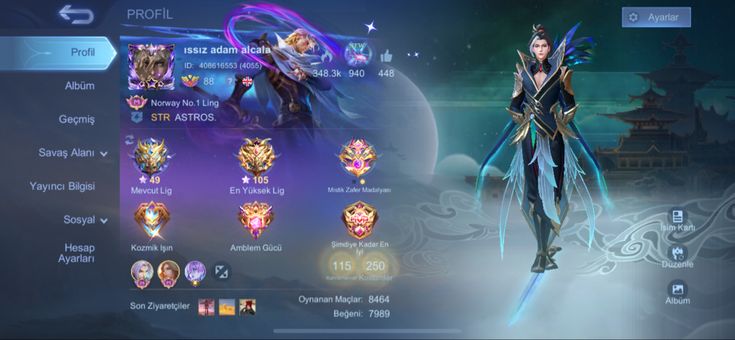 PROFİL
Ayarlar
Profil
Albüm
Geçmiş
Savaş Alanı
Yayıncı Bilgisi
Sosyal
Hesap
Ayarları
ıssız adam alcala
ID: 408616553 (4055)
88
?
348.3k
940
448
Norway No.1 Ling
STR ASTROS.
49
Mevcut Lig
105
En Yüksek Lig
Mistik Zafer Madalyası
Kozmik Işın
Amblem Gücü
Şimdiye Kadar En
İyi
115
250
Kahramanlar
Kostümler
Son Ziyaretçiler
Oynanan Maçlar: 8464
Beğeni: 7989
İsim Kartı
Düzenle
Albüm